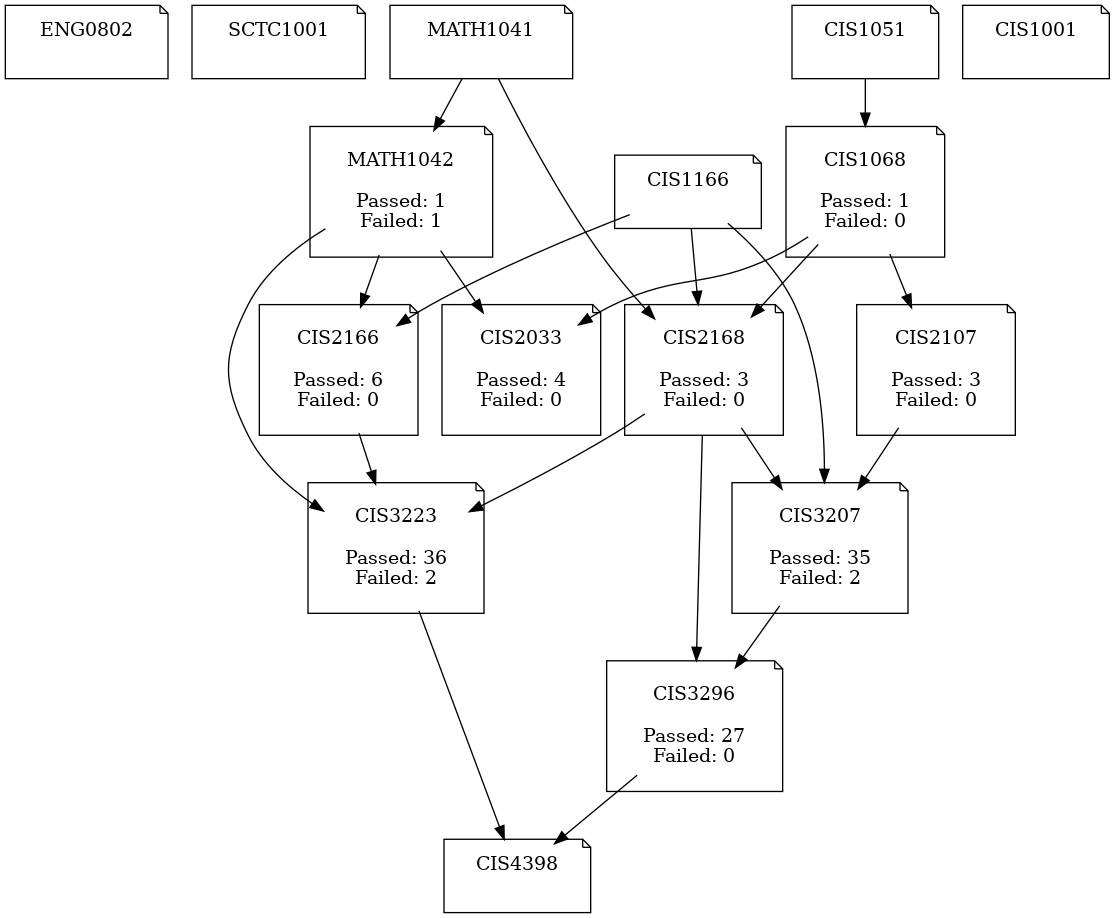 ENG0802
SCTC1001
MATH1041
CIS1051
CIS1001
MATH1042
Passed: 1
Failed: 1
CIS1166
CIS1068
Passed: 1
Failed: 0
CIS2166
Passed: 6
Failed: 0
CIS2033
Passed: 4
Failed: 0
CIS2168
Passed: 3
Failed: 0
CIS2107
Passed: 3
Failed: 0
CIS3223
Passed: 36
Failed: 2
CIS3207
Passed: 35
Failed: 2
CIS3296
Passed: 27
Failed: 0
CIS4398